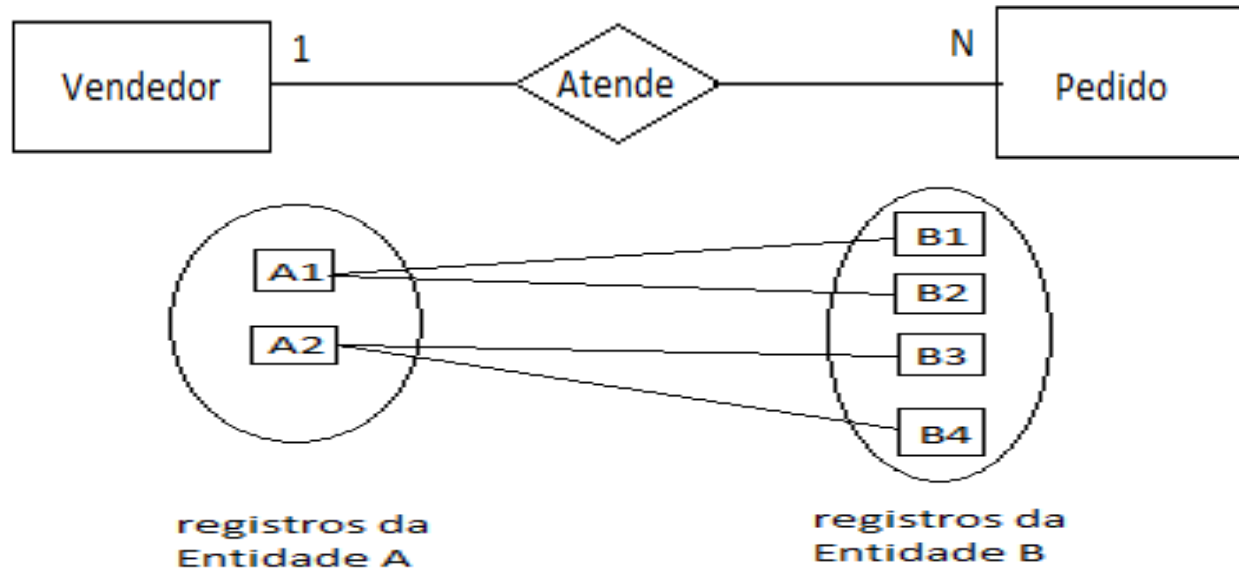 1
N
Vendedor
Atende
Pedido
B1
A1
B2
A2
B3
B4
registros da
Entidade A
registros da
Entidade B